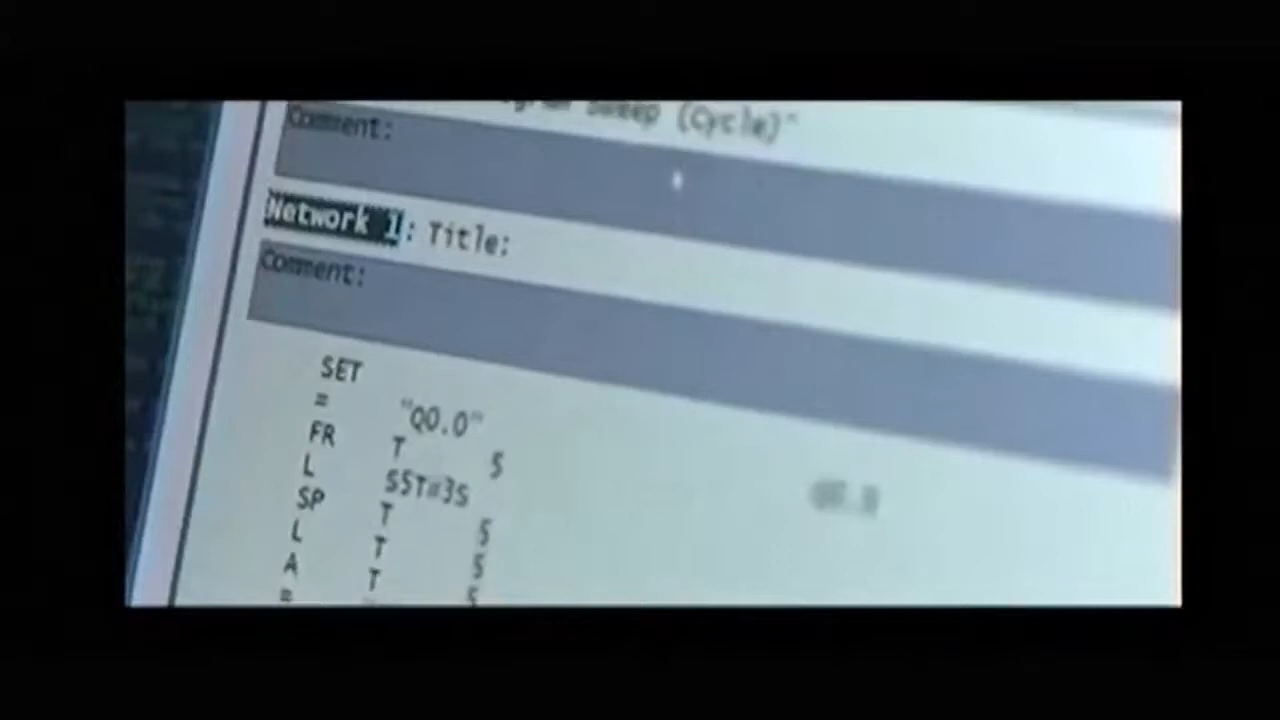 Sweep (Cycle)"
Comment:
Network 1: Title:
Comment:
SET
= "Q0.0"
FR T 5
L S5T#3S
SP T 5
L T 5
A T 5
=